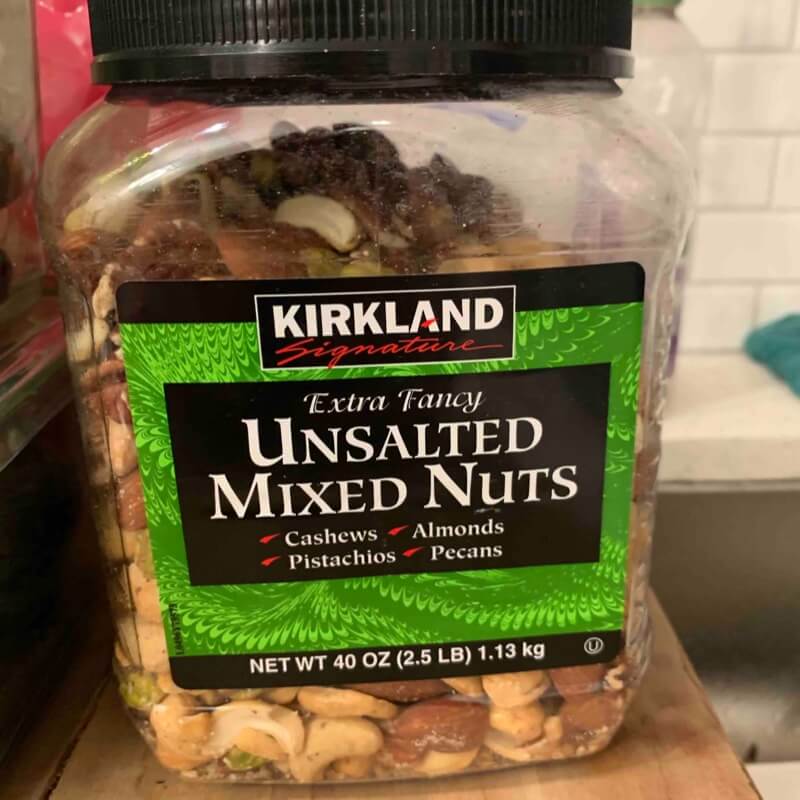 KIRKLAND
Signature
Extra Fancy
UNSALTED
MIXED NUTS
Cashews Almonds
Pistachios Pecans
NET WT 40 OZ (2.5 LB) 1.13 kg
U